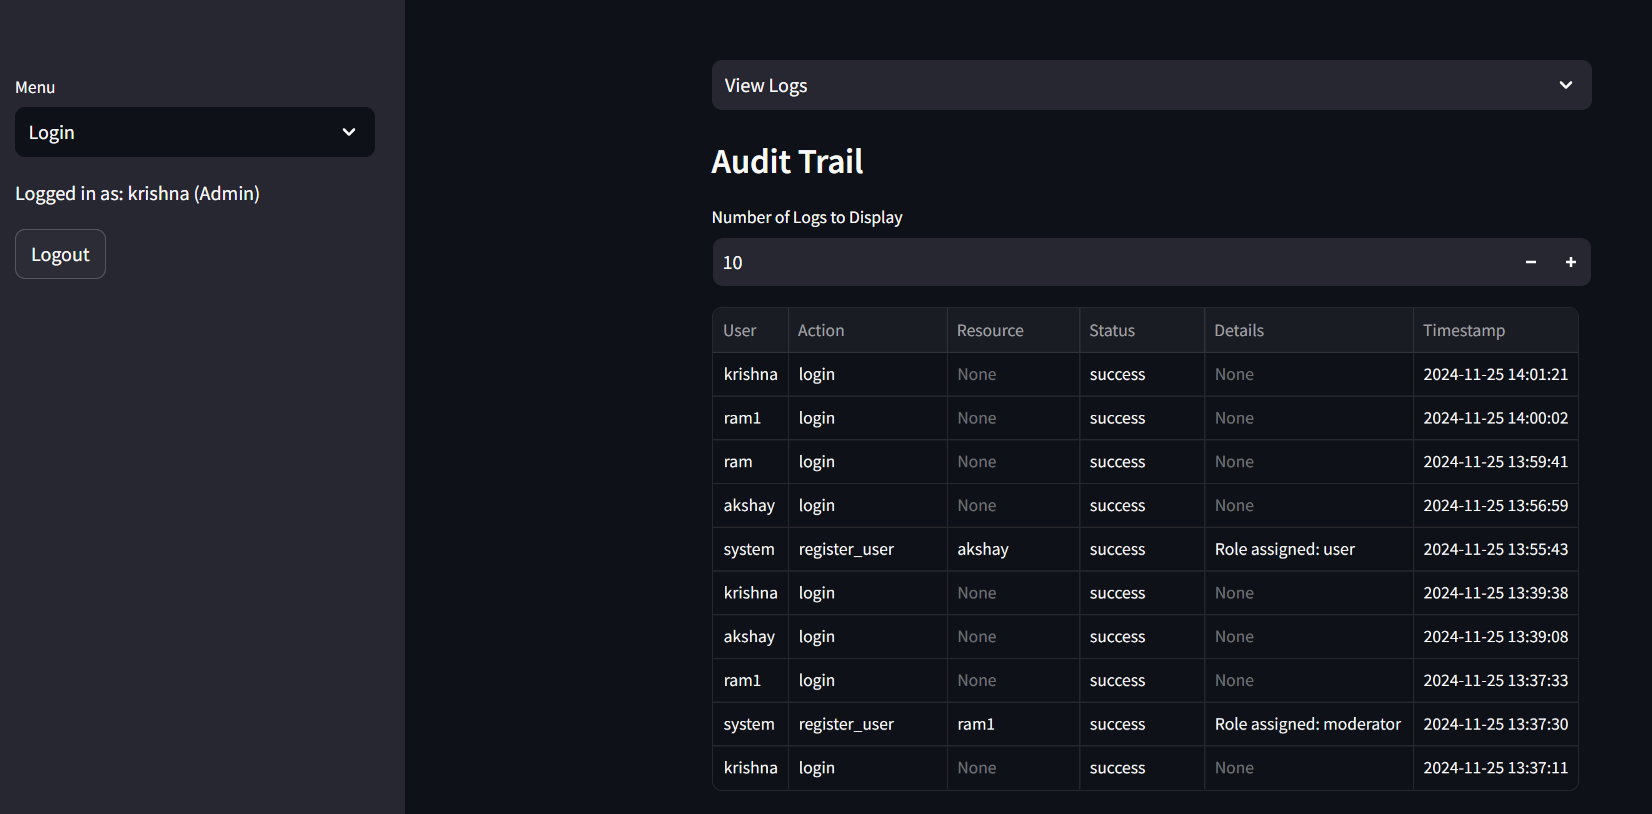 Menu
Login
Logged in as: krishna (Admin)
Logout
View Logs
Audit Trail
Number of Logs to Display
10
User Action Resource Status Details Timestamp
krishna login None success None 2024-11-25 14:01:21
ram1 login None success None 2024-11-25 14:00:02
ram login None success None 2024-11-25 13:59:41
akshay login None success None 2024-11-25 13:56:59
system register_user akshay success Role assigned: user 2024-11-25 13:55:43
krishna login None success None 2024-11-25 13:39:38
akshay login None success None 2024-11-25 13:39:08
ram1 login None success None 2024-11-25 13:37:33
system register_user ram1 success Role assigned: moderator 2024-11-25 13:37:30
krishna login None success None 2024-11-25 13:37:11